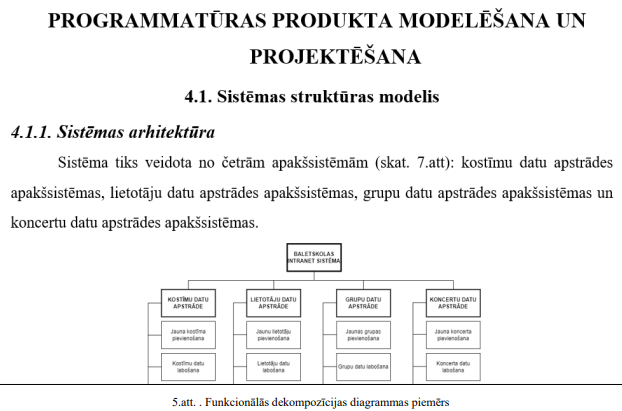 PROGRAMMATŪRAS PRODUKTA MODELĒŠANA UN
PROJEKTĒŠANA
4.1. Sistēmas struktūras modelis
4.1.1. Sistēmas arhitektūra
Sistēma tiks veidota no četrām apakšsistēmām (skat. 7.att): kostīmu datu apstrādes
apakšsistēmas, lietotāju datu apstrādes apakšsistēmas, grupu datu apstrādes apakšsistēmas un
koncertu datu apstrādes apakšsistēmas.
BALETSKOLAS
INTRANET SISTĒMA
KOSTĪMU DATU
APSTRĀDE
LIETOTĀJU DATU
APSTRĀDE
GRUPU DATU
APSTRĀDE
KONCERTU DATU
APSTRĀDE
Jauna kostīma
pievienošana
Jaunu lietotāju
pievienošana
Jaunas grupas
pievienošana
Jauna koncerta
pievienošana
Kostīmu datu
labošana
Lietotāju datu
labošana
Grupu datu labošana
Koncerta datu
labošana
5.att. . Funkcionālās dekompozīcijas diagrammas piemērs